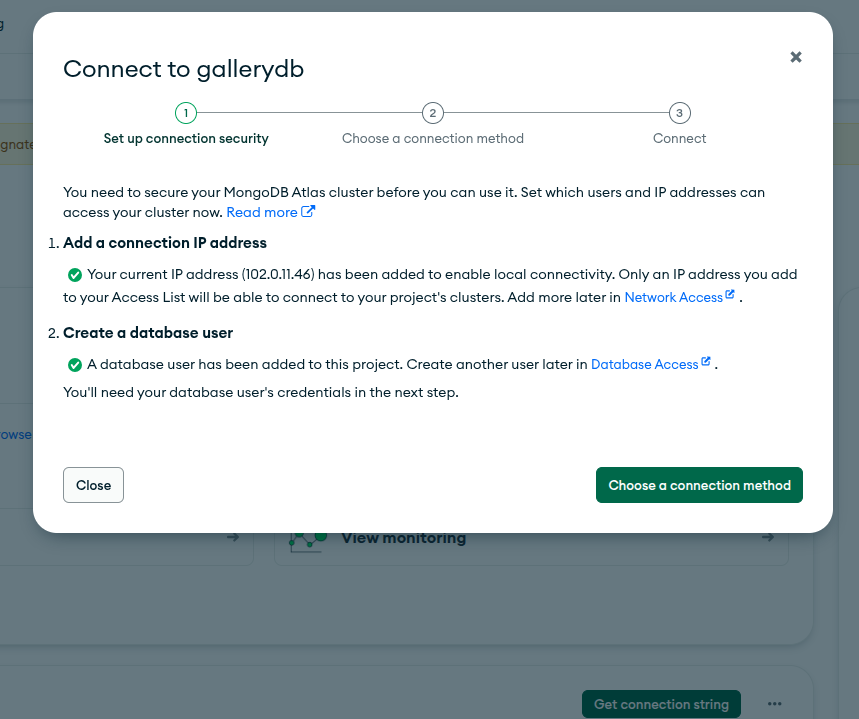 g
Connect to gallerydb
1
2
3
Set up connection security
Choose a connection method
Connect
gnate
You need to secure your MongoDB Atlas cluster before you can use it. Set which users and IP addresses can
access your cluster now. Read more
1. Add a connection IP address
Your current IP address (102.0.11.46) has been added to enable local connectivity. Only an IP address you add
to your Access List will be able to connect to your project's clusters. Add more later in Network Access .
2. Create a database user
A database user has been added to this project. Create another user later in Database Access .
You'll need your database user's credentials in the next step.
owse
Close
Choose a connection method
View monitoring
Get connection string